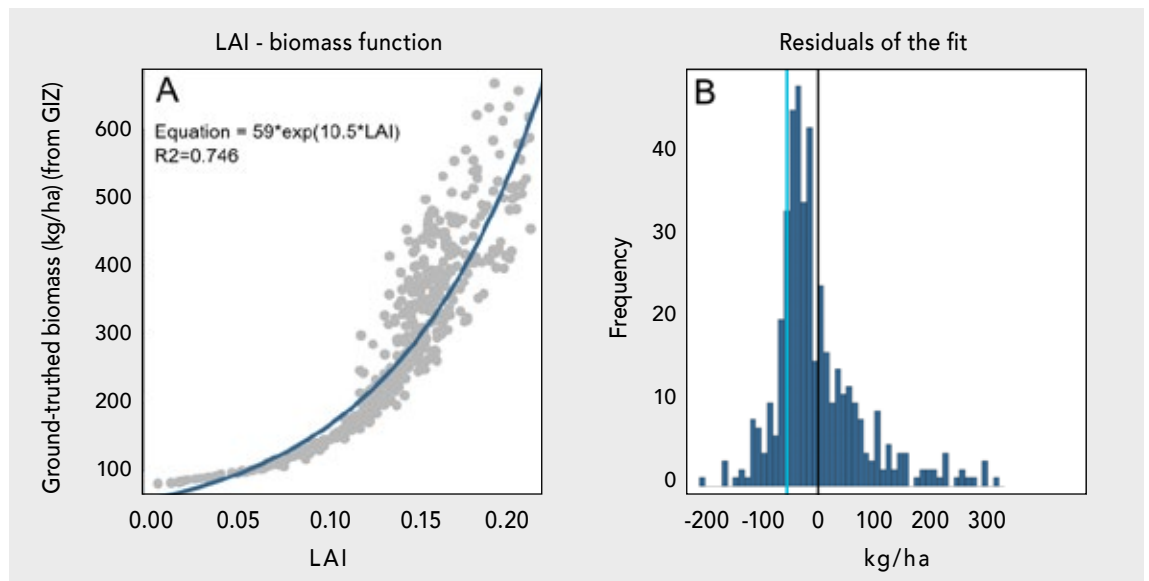 LAI - biomass function
A
Equation = 59*exp(10.5*LAI)
R2=0.746
Ground-truthed biomass (kg/ha) (from GIZ)
600
500
400
300
200
100
0.00 0.05 0.10 0.15 0.20
LAI
Residuals of the fit
B
Frequency
40
30
20
10
0
-200 -100 0 100 200 300
kg/ha